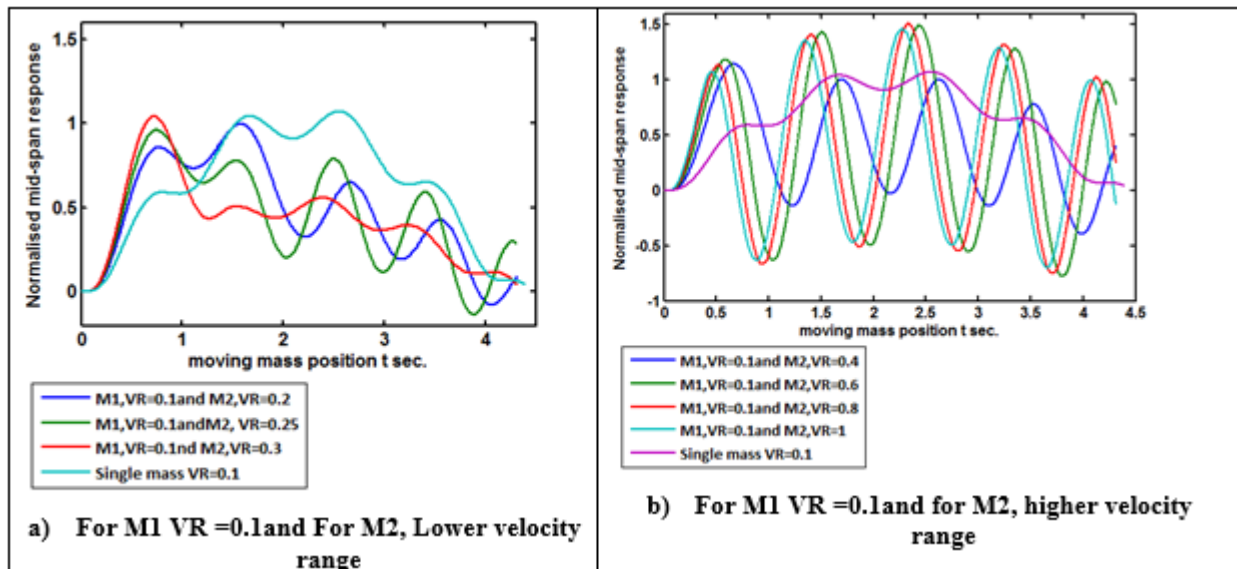 1.5
1
0.5
0
Normalised mid-span response
0 1 2 3 4
moving mass position t sec.
M1,VR=0.1and M2,VR=0.2
M1,VR=0.1andM2, VR=0.25
M1,VR=0.1nd M2,VR=0.3
Single mass VR=0.1
a) For M1 VR =0.1and For M2, Lower velocity
range
1.5
1
0.5
0
-0.5
-1
Normalised mid-span response
0 0.5 1 1.5 2 2.5 3 3.5 4 4.5
moving mass position t sec.
M1,VR=0.1and M2,VR=0.4
M1,VR=0.1and M2,VR=0.6
M1,VR=0.1and M2,VR=0.8
M1,VR=0.1and M2,VR=1
Single mass VR=0.1
b) For M1 VR =0.1and for M2, higher velocity
range